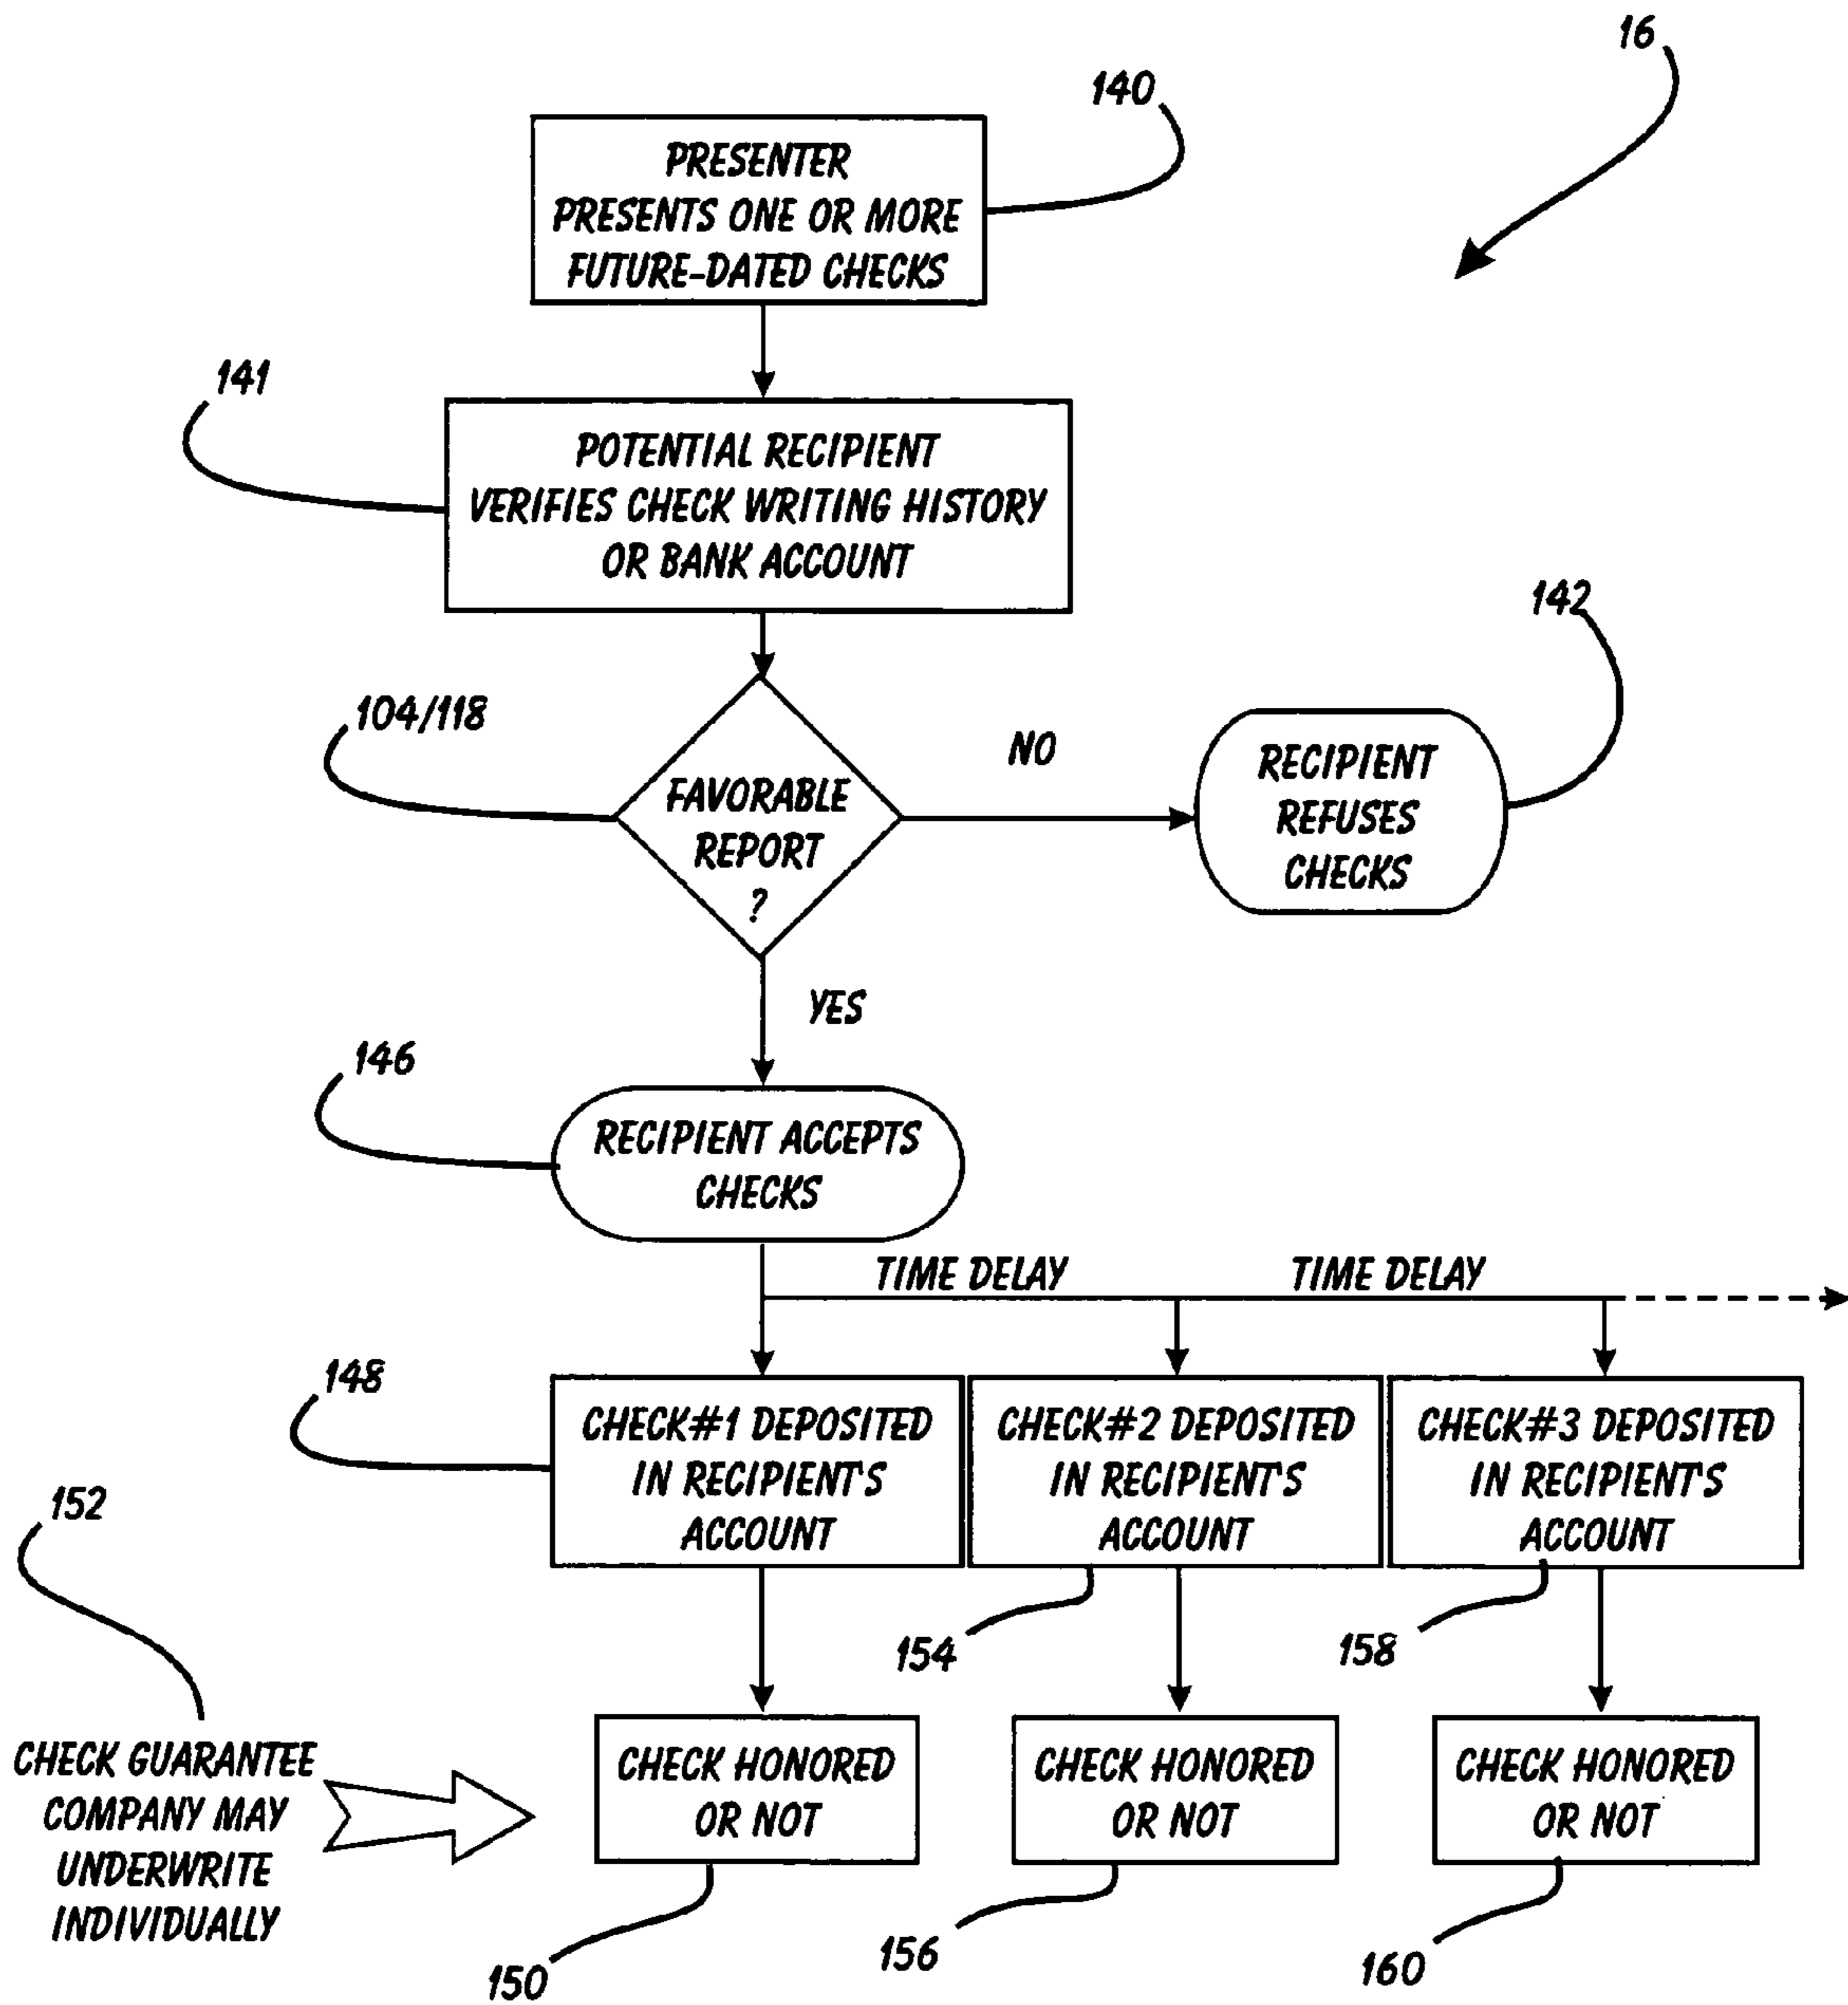 16
140
PRESENTER
PRESENTS ONE OR MORE
FUTURE-DATED CHECKS
141
POTENTIAL RECIPIENT
VERIFIES CHECK WRITING HISTORY
OR BANK ACCOUNT
142
104/118
FAVORABLE
REPORT
?
NO
RECIPIENT
REFUSES
CHECKS
YES
146
RECIPIENT ACCEPTS
CHECKS
TIME DELAY
TIME DELAY
148
CHECK#1 DEPOSITED
IN RECIPIENT'S
ACCOUNT
CHECK#2 DEPOSITED
IN RECIPIENT'S
ACCOUNT
CHECK#3 DEPOSITED
IN RECIPIENT'S
ACCOUNT
152
154
158
CHECK GUARANTEE
COMPANY MAY
UNDERWRITE
INDIVIDUALLY
CHECK HONORED
OR NOT
CHECK HONORED
OR NOT
CHECK HONORED
OR NOT
150
156
160